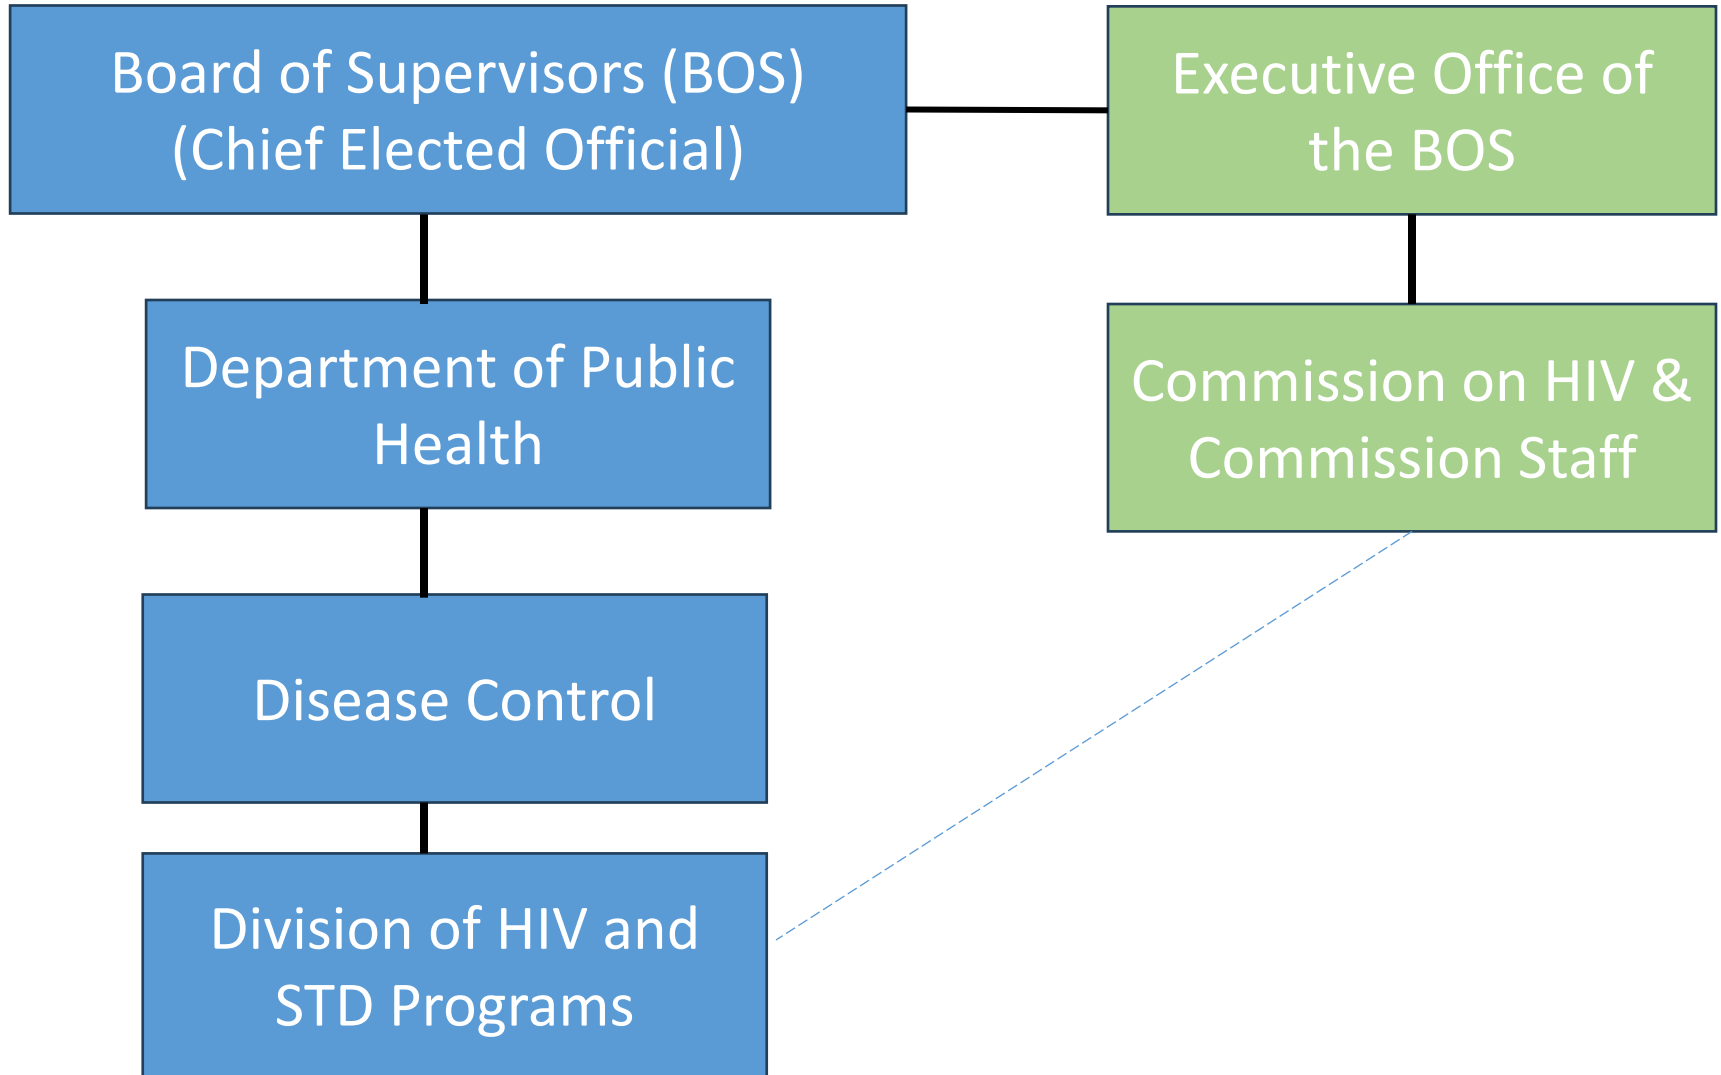 Board of Supervisors (BOS)
(Chief Elected Official)
Executive Office of
the BOS
Department of Public
Health
Commission on HIV &
Commission Staff
Disease Control
Division of HIV and
STD Programs